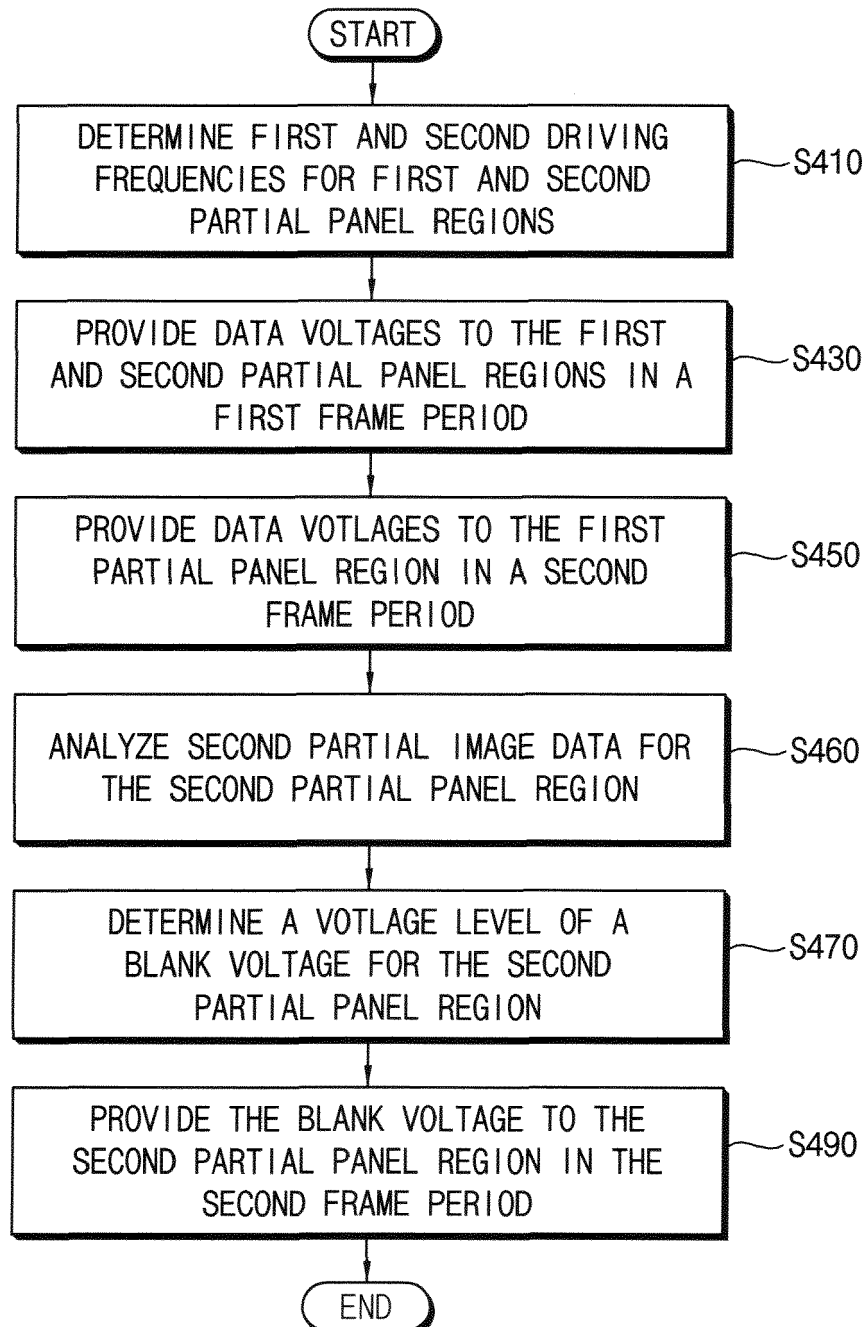 START
DETERMINE FIRST AND SECOND DRIVING
FREQUENCIES FOR FIRST AND SECOND
PARTIAL PANEL REGIONS
S410
PROVIDE DATA VOLTAGES TO THE FIRST
AND SECOND PARTIAL PANEL REGIONS IN A
FIRST FRAME PERIOD
S430
PROVIDE DATA VOTLAGES TO THE FIRST
PARTIAL PANEL REGION IN A SECOND
FRAME PERIOD
S450
ANALYZE SECOND PARTIAL IMAGE DATA FOR
THE SECOND PARTIAL PANEL REGION
S460
DETERMINE A VOTLAGE LEVEL OF A
BLANK VOLTAGE FOR THE SECOND
PARTIAL PANEL REGION
S470
PROVIDE THE BLANK VOLTAGE TO THE
SECOND PARTIAL PANEL REGION IN THE
SECOND FRAME PERIOD
S490
END